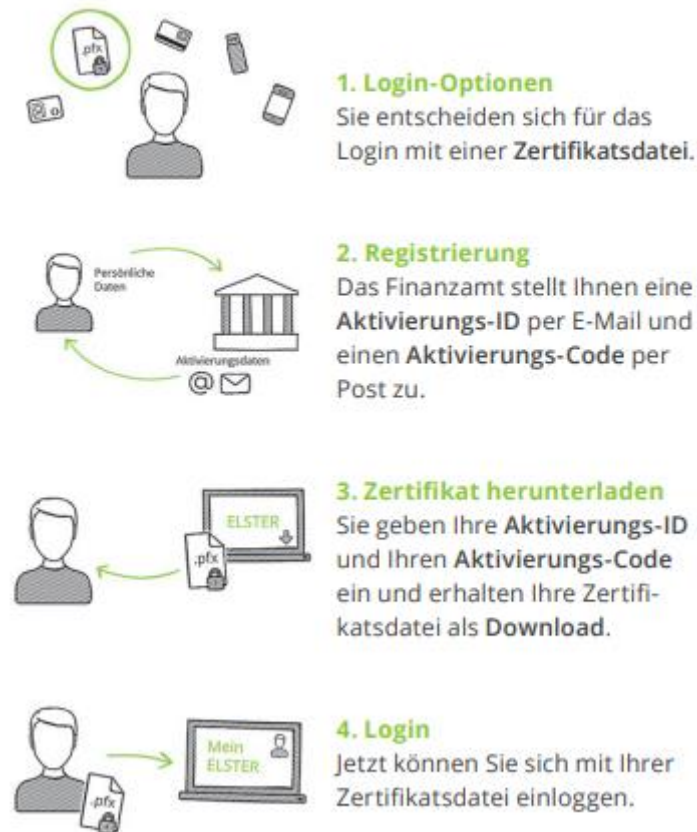 .pfx
1. Login-Optionen
Sie entscheiden sich für das
Login mit einer Zertifikatsdatei.
Persönliche
Daten
Aktivierungsdaten
@
2. Registrierung
Das Finanzamt stellt Ihnen eine
Aktivierungs-ID per E-Mail und
einen Aktivierungs-Code per
Post zu.
ELSTER
.pfx
3. Zertifikat herunterladen
Sie geben Ihre Aktivierungs-ID
und Ihren Aktivierungs-Code
ein und erhalten Ihre Zertifi-
katsdatei als Download.
Mein
ELSTER
.pfx
4. Login
Jetzt können Sie sich mit Ihrer
Zertifikatsdatei einloggen.